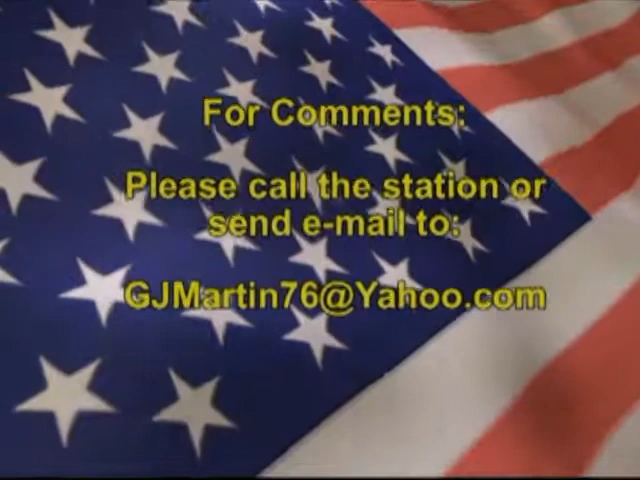 For Comments:
Please call the station or
send e-mail to:
GJMartin76@Yahoo.com